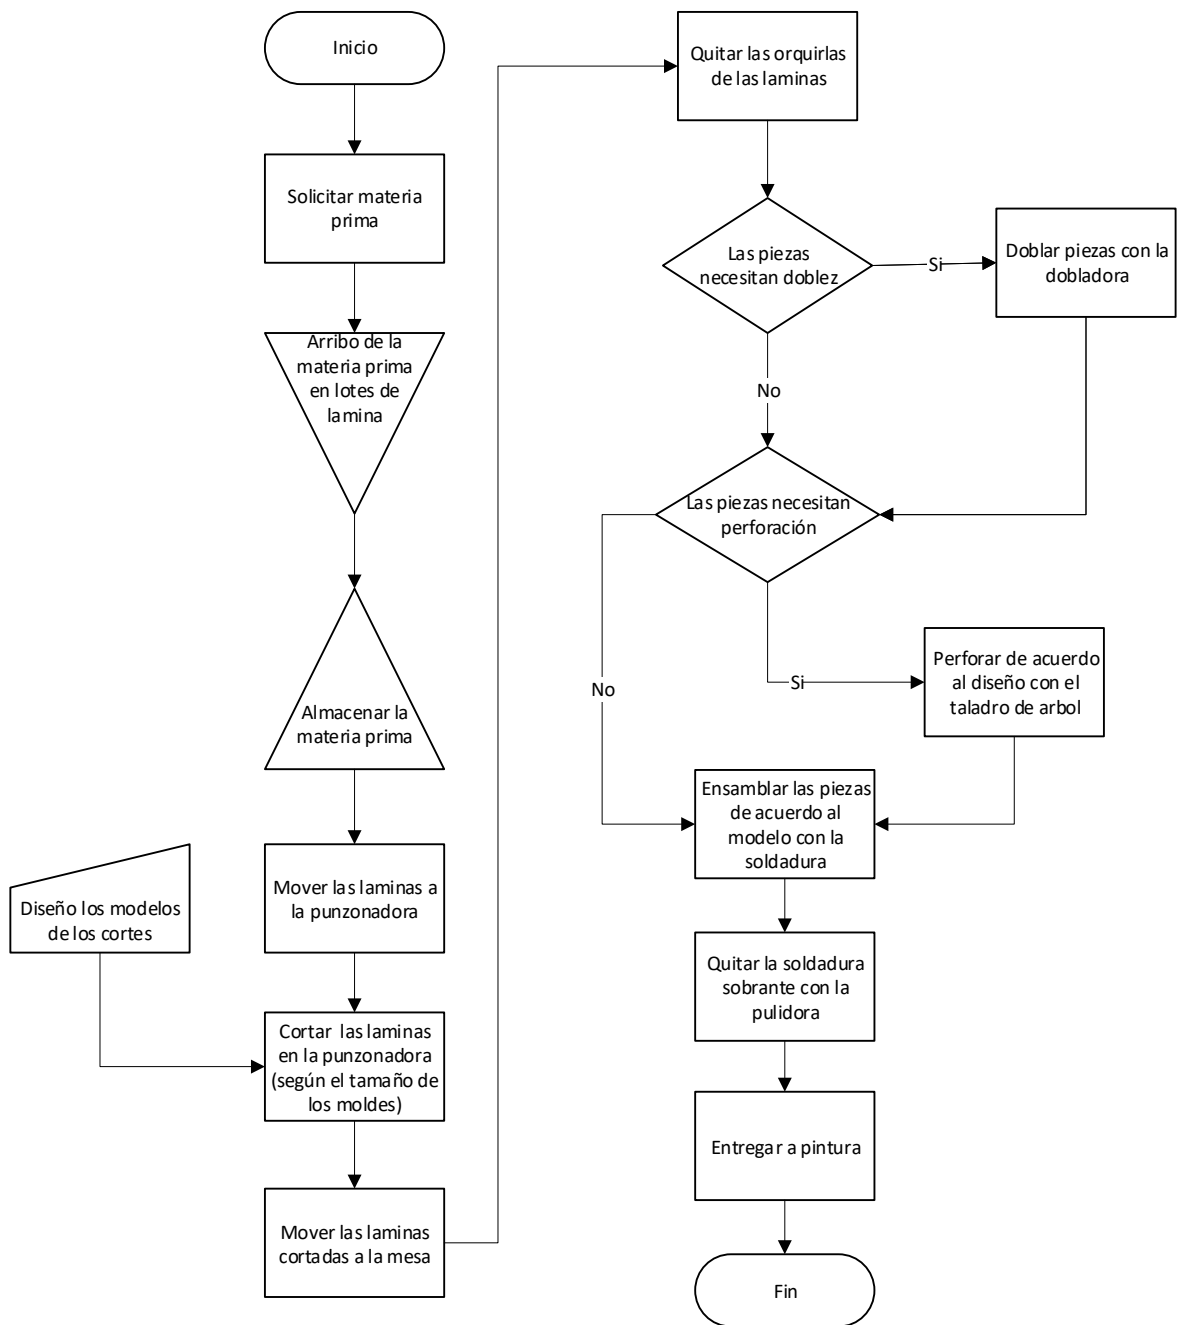 Inicio
Solicitar materia
prima
Arribo de la
materia prima
en lotes de
lamina
Almacenar la
materia prima
Mover las laminas a
la punzonadora
Diseño los modelos
de los cortes
Cortar las laminas
en la punzonadora
(según el tamaño de
los moldes)
Mover las laminas
cortadas a la mesa
Quitar las orquirlas
de las laminas
Las piezas
necesitan doblez
Si
Doblar piezas con la
dobladora
No
Las piezas necesitan
perforación
No
Si
Perforar de acuerdo
al diseño con el
taladro de arbol
Ensamblar las piezas
de acuerdo al
modelo con la
soldadura
Quitar la soldadura
sobrante con la
pulidora
Entregar a pintura
Fin